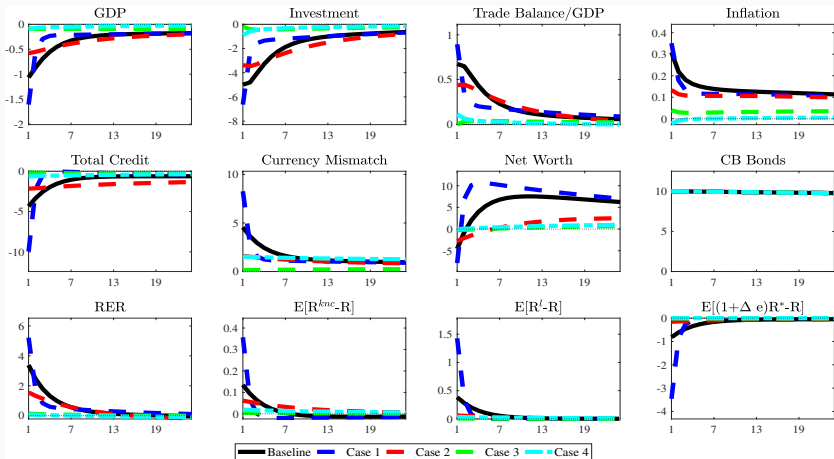 GDP
Investment
Trade Balance/GDP
Inflation
0
-0.5
-1
-1.5
-2
1 7 13 19
0
-2
-4
-6
-8
1 7 13 19
1
0.5
0
1 7 13 19
0.4
0.3
0.2
0.1
0
1 7 13 19
Total Credit
Currency Mismatch
Net Worth
CB Bonds
0
-5
-10
1 7 13 19
10
5
0
1 7 13 19
10
5
0
-5
1 7 13 19
10
5
0
1 7 13 19
RER
E[R^knc-R]
E[R^l-R]
E[(1+Δ e)R*-R]
6
4
2
0
1 7 13 19
0.4
0.3
0.2
0.1
0
1 7 13 19
1.5
1
0.5
0
1 7 13 19
0
-1
-2
-3
-4
1 7 13 19
Baseline Case 1 Case 2 Case 3 Case 4